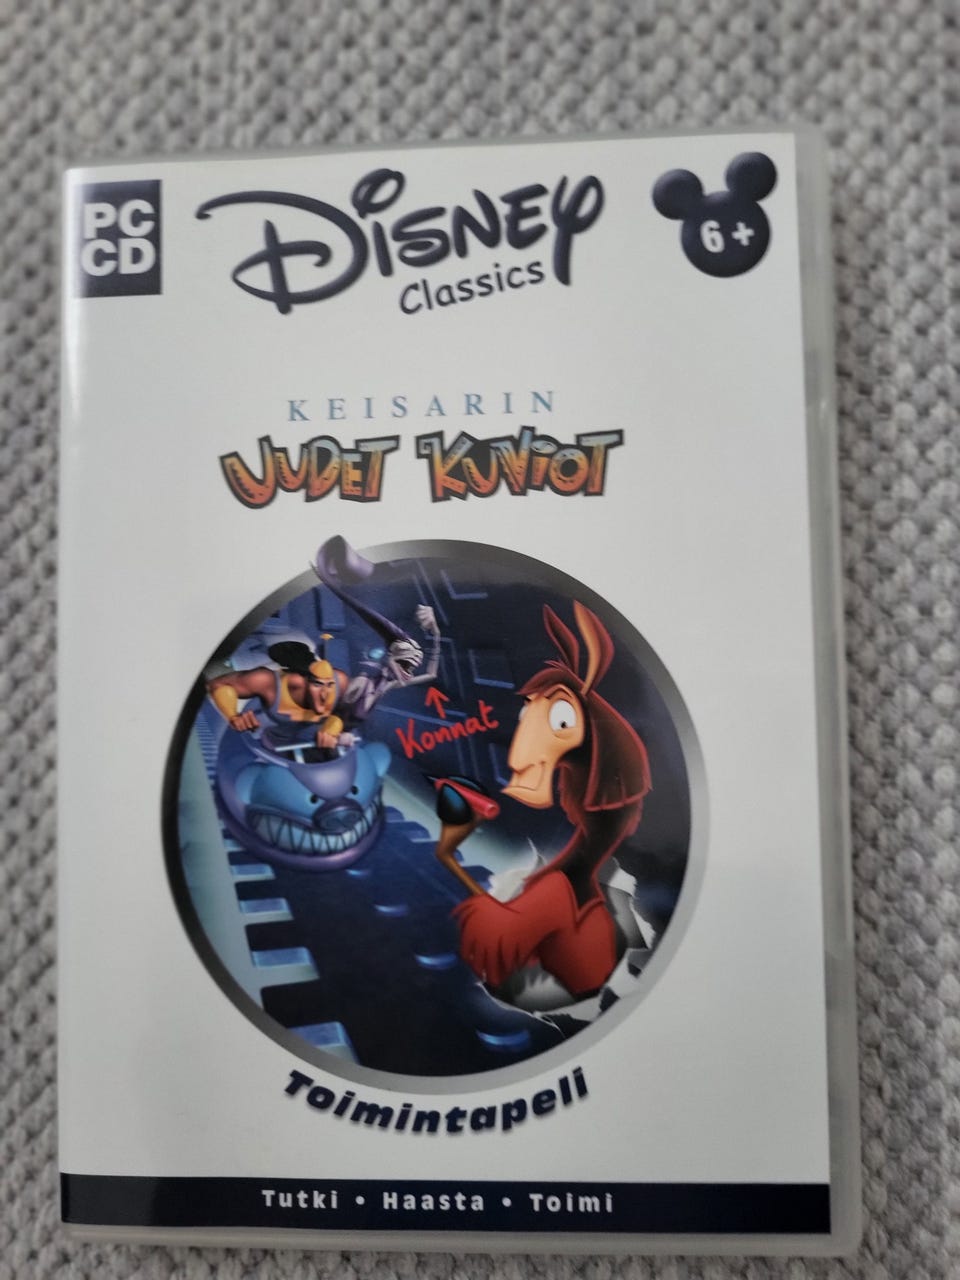 PC
CD
Disney
Classics
6+
KEISARIN
UUDET KUVIOT
Konnat
Toimintapeli
Tutki • Haasta • Toimi